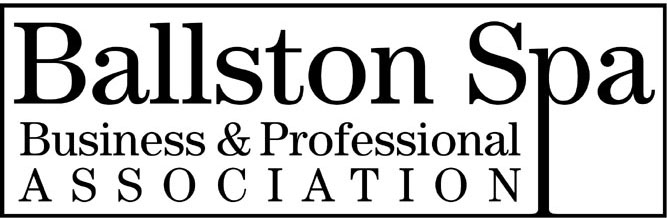 Ballston Spa
Business & Professional
ASSOCIATION